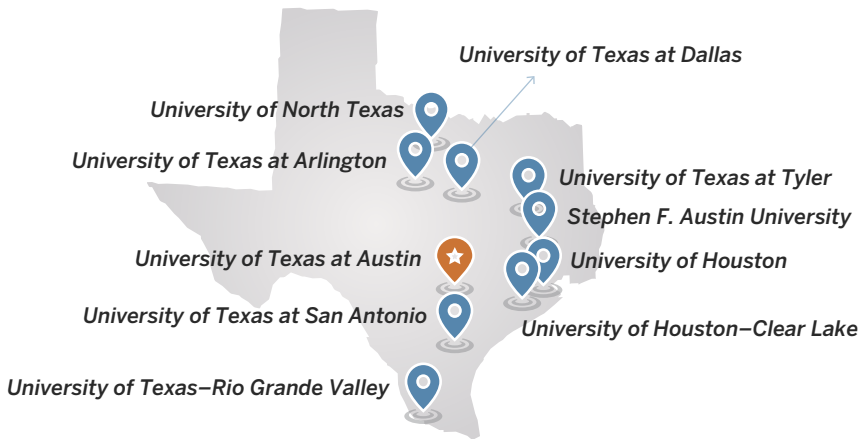 University of Texas at Dallas
University of North Texas
University of Texas at Arlington
University of Texas at Tyler
Stephen F. Austin University
University of Texas at Austin
University of Houston
University of Texas at San Antonio
University of Houston–Clear Lake
University of Texas–Rio Grande Valley